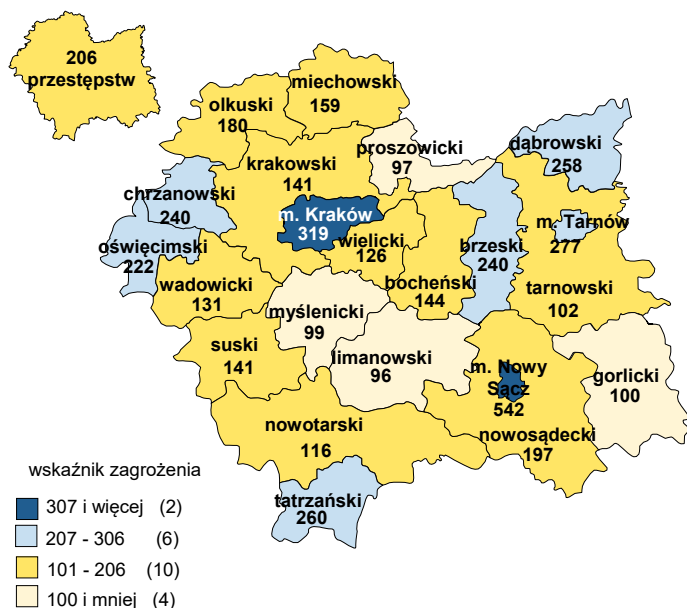 206
przestępstw
miechowski
159
olkuski
180
proszowicki
97
dąbrowski
258
krakowski
141
chrzanowski
240
m. Kraków
319
m. Tarnów
277
oświęcimski
222
wielicki
126
brzeski
240
wadowicki
131
bocheński
144
tarnowski
102
myślenicki
99
suski
141
limanowski
96
m. Nowy
Sącz
542
gorlicki
100
nowotarski
116
nowosądecki
197
tatrzański
260
wskaźnik zagrożenia
307 i więcej (2)
207 - 306 (6)
101 - 206 (10)
100 i mniej (4)